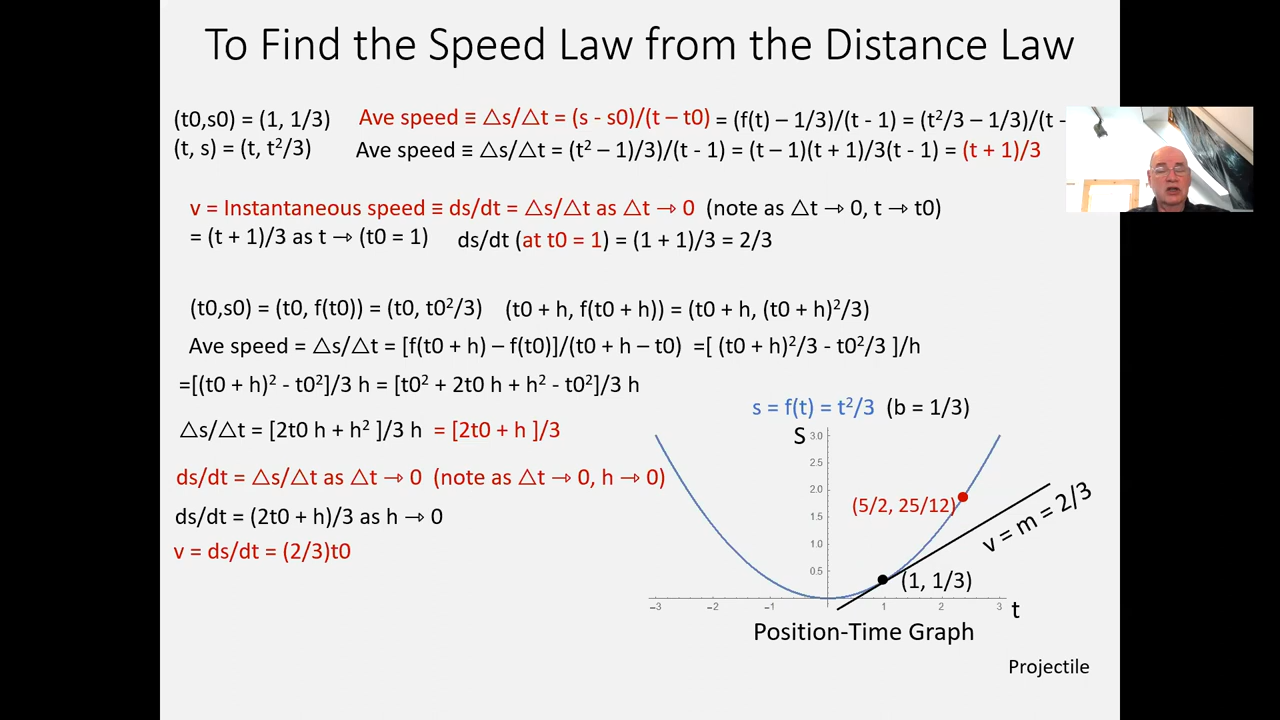 To Find the Speed Law from the Distance Law
(t0,s0) = (1, 1/3) Ave speed ≡ △s/△t = (s - s0)/(t – t0) = (f(t) – 1/3)/(t - 1) = (t²/3 – 1/3)/(t -
(t, s) = (t, t²/3) Ave speed ≡ △s/△t = (t² – 1)/3)/(t - 1) = (t – 1)(t + 1)/3(t - 1) = (t + 1)/3
v = Instantaneous speed ≡ ds/dt = △s/△t as △t → 0 (note as △t → 0, t → t0)
= (t + 1)/3 as t → (t0 = 1) ds/dt (at t0 = 1) = (1 + 1)/3 = 2/3
(t0,s0) = (t0, f(t0)) = (t0, t0²/3) (t0 + h, f(t0 + h)) = (t0 + h, (t0 + h)²/3)
Ave speed = △s/△t = [f(t0 + h) – f(t0)]/(t0 + h – t0) =[ (t0 + h)²/3 - t0²/3 ]/h
=[(t0 + h)² - t0²]/3 h = [t0² + 2t0 h + h² - t0²]/3 h
△s/△t = [2t0 h + h² ]/3 h = [2t0 + h ]/3
ds/dt = △s/△t as △t → 0 (note as △t → 0, h → 0)
ds/dt = (2t0 + h)/3 as h → 0
v = ds/dt = (2/3)t0
s = f(t) = t²/3 (b = 1/3)
S 3.0
2.5
2.0
(5/2, 25/12)
1.5
1.0
v = m = 2/3
0.5
(1, 1/3)
−3 −2 −1 1 2 3 t
Position-Time Graph
Projectile